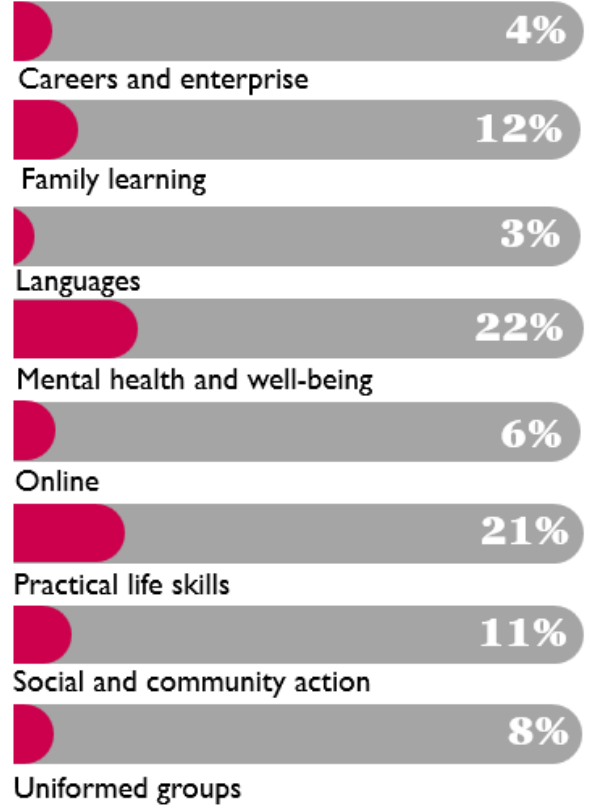 4%
Careers and enterprise
12%
Family learning
3%
Languages
22%
Mental health and well-being
6%
Online
21%
Practical life skills
11%
Social and community action
8%
Uniformed groups